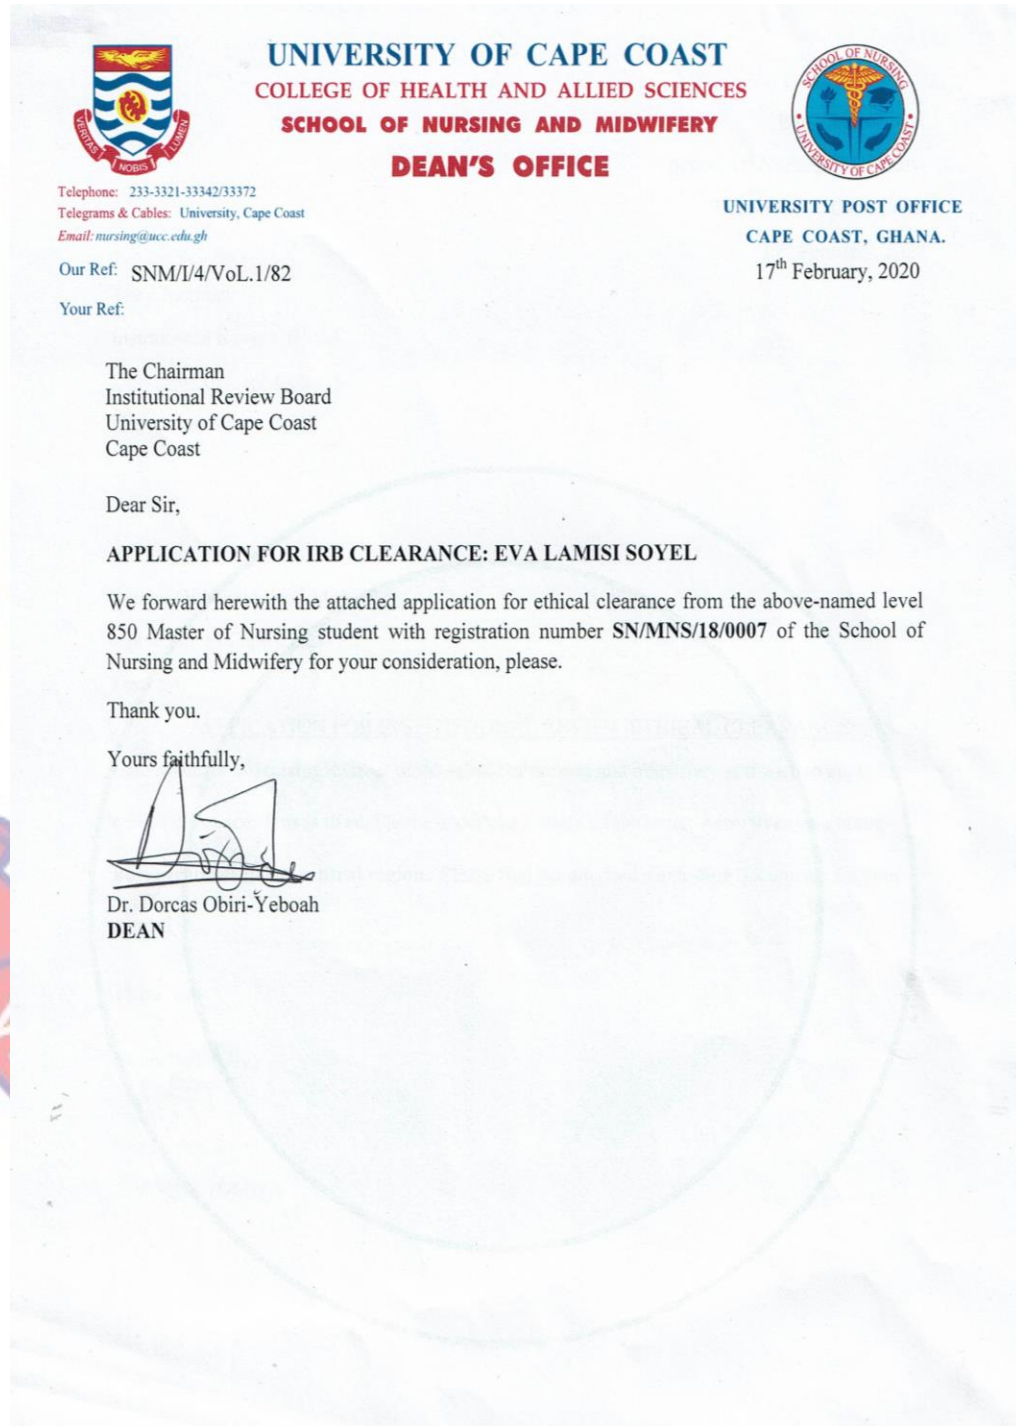 UNIVERSITY OF CAPE COAST
COLLEGE OF HEALTH AND ALLIED SCIENCES
SCHOOL OF NURSING AND MIDWIFERY
DEAN'S OFFICE
VERITAS NOBIS LUMEN
SCHOOL OF NURSING
• UNIVERSITY OF CAPE COAST •
Telephone: 233-3321-33342/33372
Telegrams & Cables: University, Cape Coast
Email: nursing@ucc.edu.gh
UNIVERSITY POST OFFICE
CAPE COAST, GHANA.
Our Ref: SNM/I/4/VoL.1/82
17th February, 2020
Your Ref:
The Chairman
Institutional Review Board
University of Cape Coast
Cape Coast
Dear Sir,
APPLICATION FOR IRB CLEARANCE: EVA LAMISI SOYEL
We forward herewith the attached application for ethical clearance from the above-named level
850 Master of Nursing student with registration number SN/MNS/18/0007 of the School of
Nursing and Midwifery for your consideration, please.
Thank you.
Yours faithfully,
Dr. Dorcas Obiri-Yeboah
DEAN